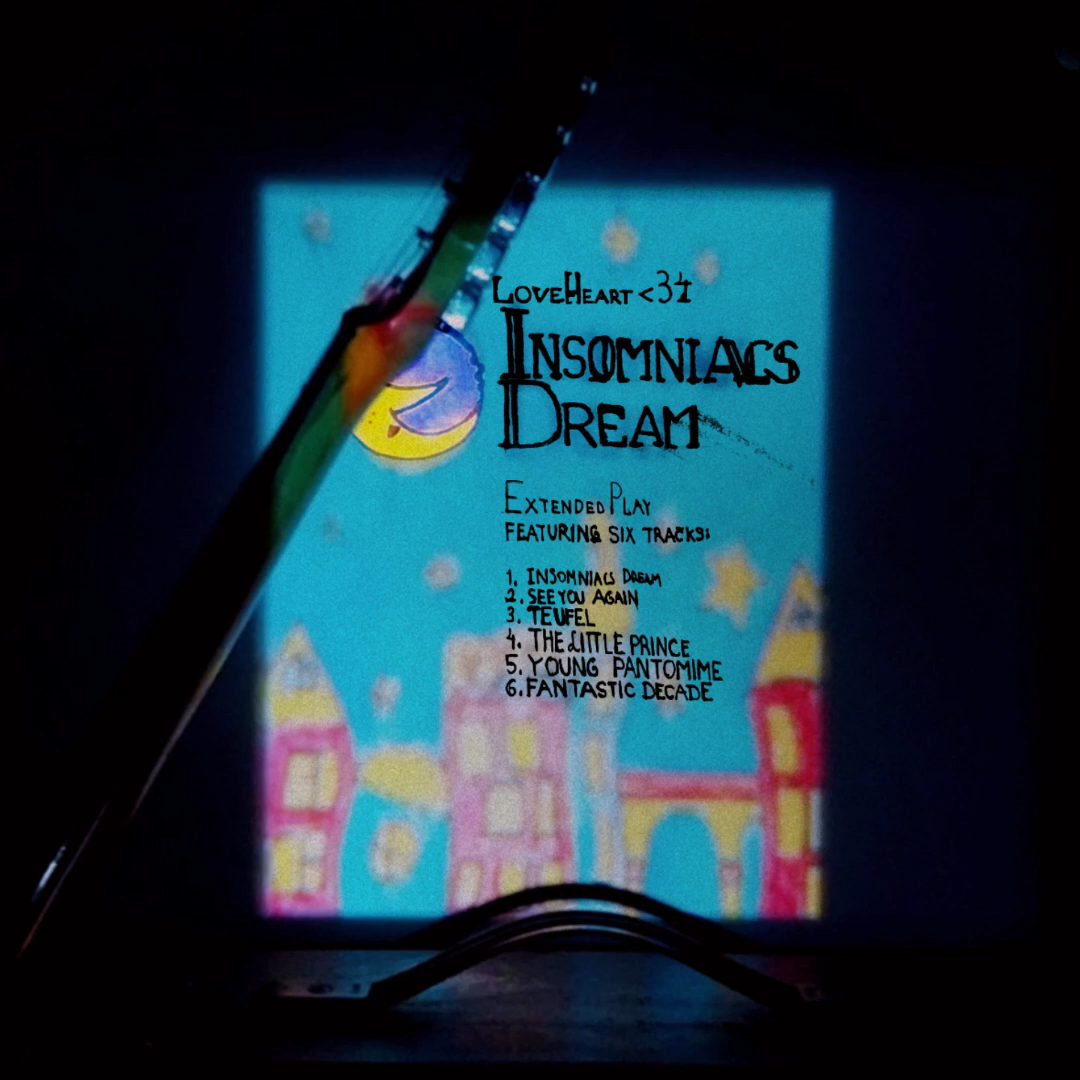 LOVEHEART <34
INSOMNIACS
DREAM
EXTENDED PLAY
FEATURING SIX TRACKS:
1. INSOMNIACS DREAM
2. SEE YOU AGAIN
3. TEUFEL
4. THE LITTLE PRINCE
5. YOUNG PANTOMIME
6. FANTASTIC DECADE